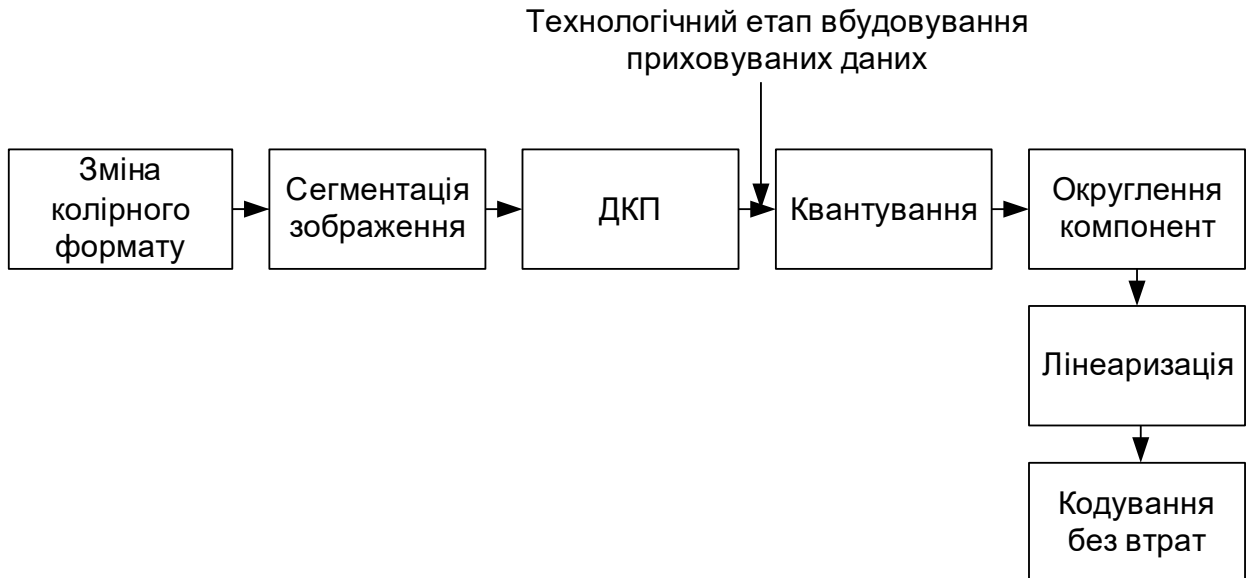 Технологічний етап вбудовування
приховуваних даних
Зміна
колірного
формату
Сегментація
зображення
ДКП
Квантування
Округлення
компонент
Лінеаризація
Кодування
без втрат